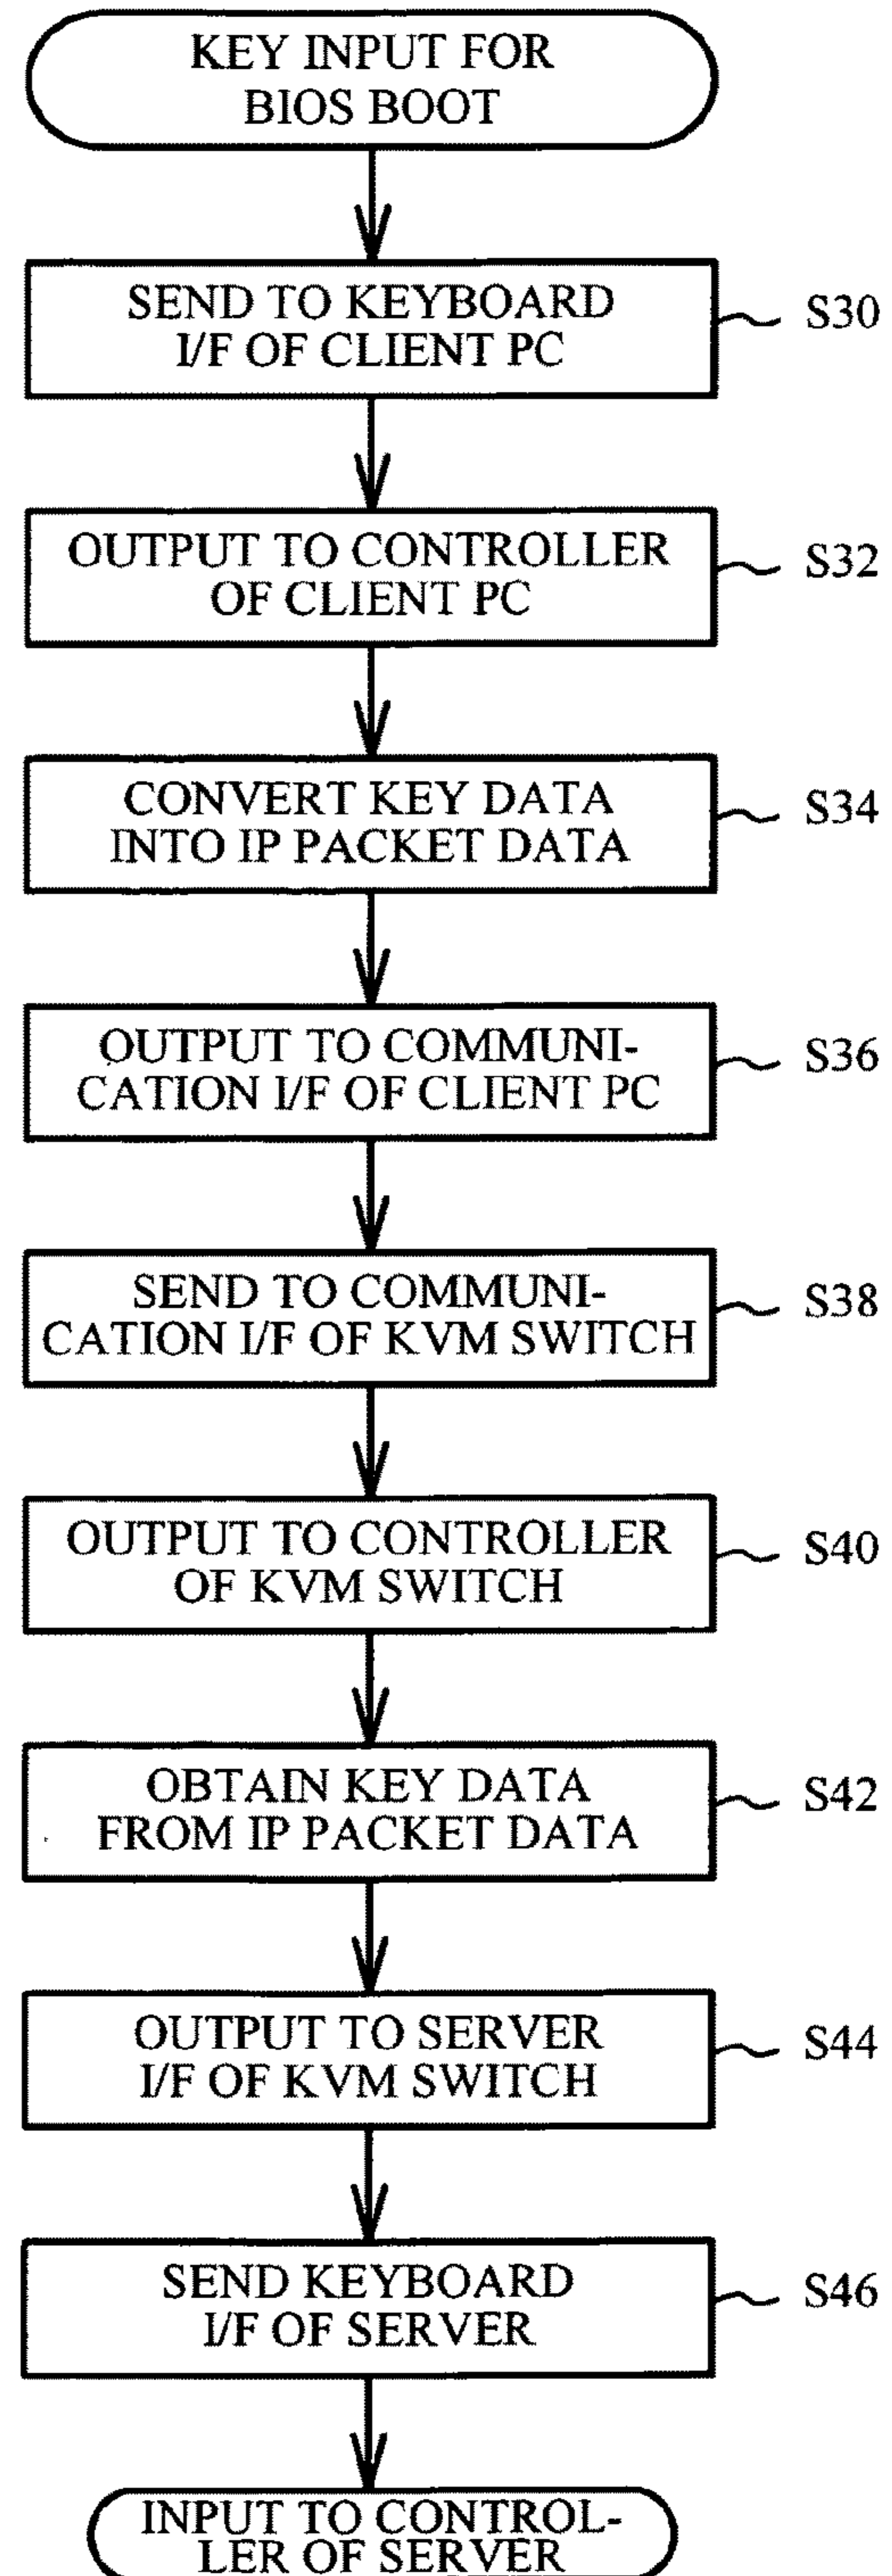 KEY INPUT FOR
BIOS BOOT
SEND TO KEYBOARD
I/F OF CLIENT PC
S30
OUTPUT TO CONTROLLER
OF CLIENT PC
S32
CONVERT KEY DATA
INTO IP PACKET DATA
S34
OUTPUT TO COMMUNI-
CATION I/F OF CLIENT PC
S36
SEND TO COMMUNI-
CATION I/F OF KVM SWITCH
S38
OUTPUT TO CONTROLLER
OF KVM SWITCH
S40
OBTAIN KEY DATA
FROM IP PACKET DATA
S42
OUTPUT TO SERVER
I/F OF KVM SWITCH
S44
SEND KEYBOARD
I/F OF SERVER
S46
INPUT TO CONTROL-
LER OF SERVER